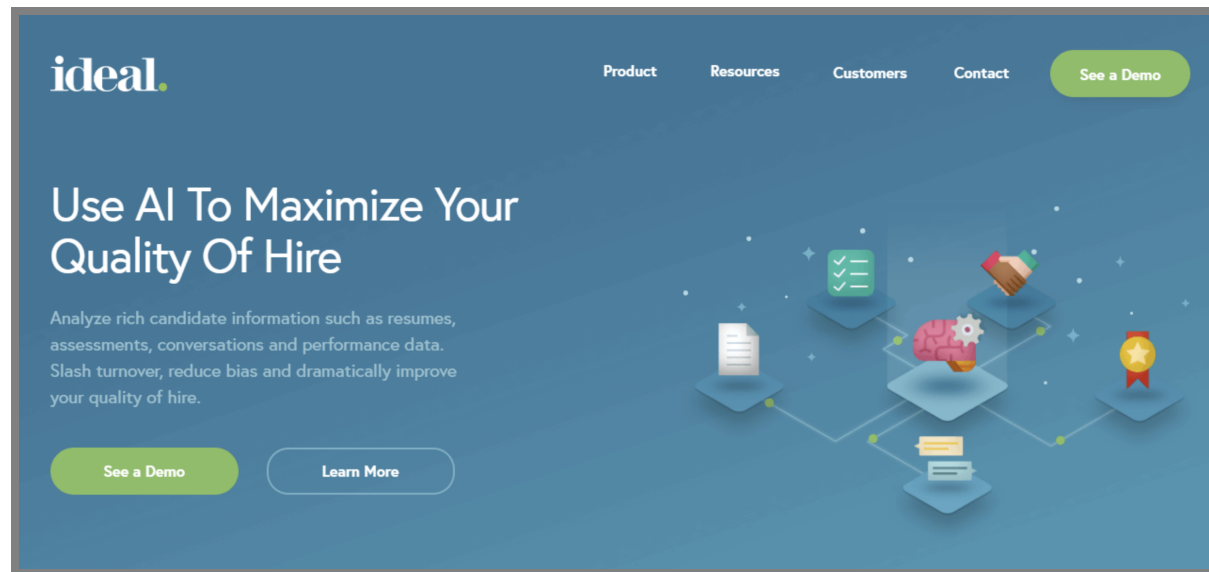 ideal.
Product
Resources
Customers
Contact
See a Demo
Use AI To Maximize Your
Quality Of Hire
Analyze rich candidate information such as resumes,
assessments, conversations and performance data.
Slash turnover, reduce bias and dramatically improve
your quality of hire.
See a Demo
Learn More